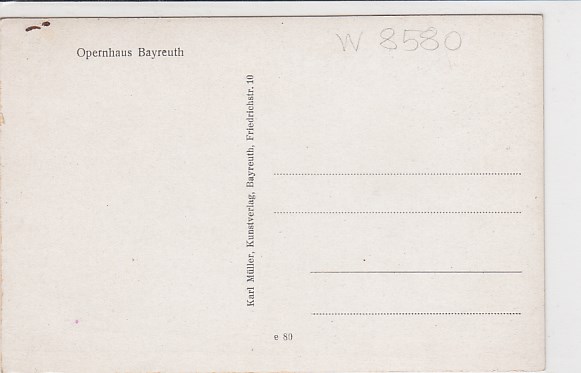 Opernhaus Bayreuth
W 8580
Karl Müller, Kunstverlag, Bayreuth, Friedrichstr. 10
e 80